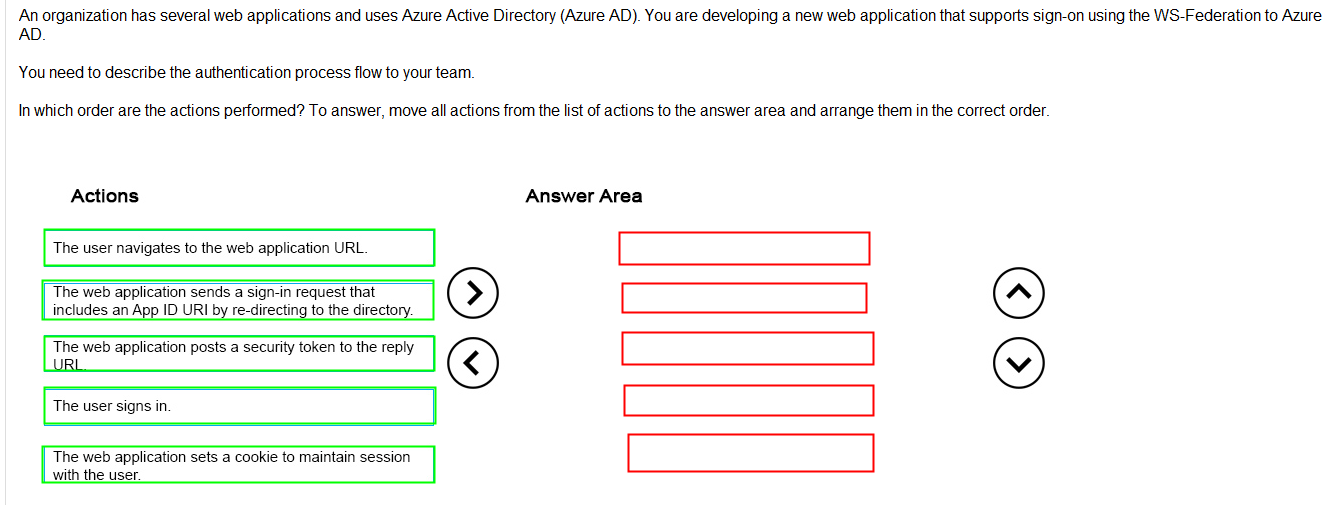 An organization has several web applications and uses Azure Active Directory (Azure AD). You are developing a new web application that supports sign-on using the WS-Federation to Azure
AD.
You need to describe the authentication process flow to your team.
In which order are the actions performed? To answer, move all actions from the list of actions to the answer area and arrange them in the correct order.
Actions
Answer Area
The user navigates to the web application URL.
The web application sends a sign-in request that
includes an App ID URI by re-directing to the directory.
The web application posts a security token to the reply
URL.
The user signs in.
The web application sets a cookie to maintain session
with the user.